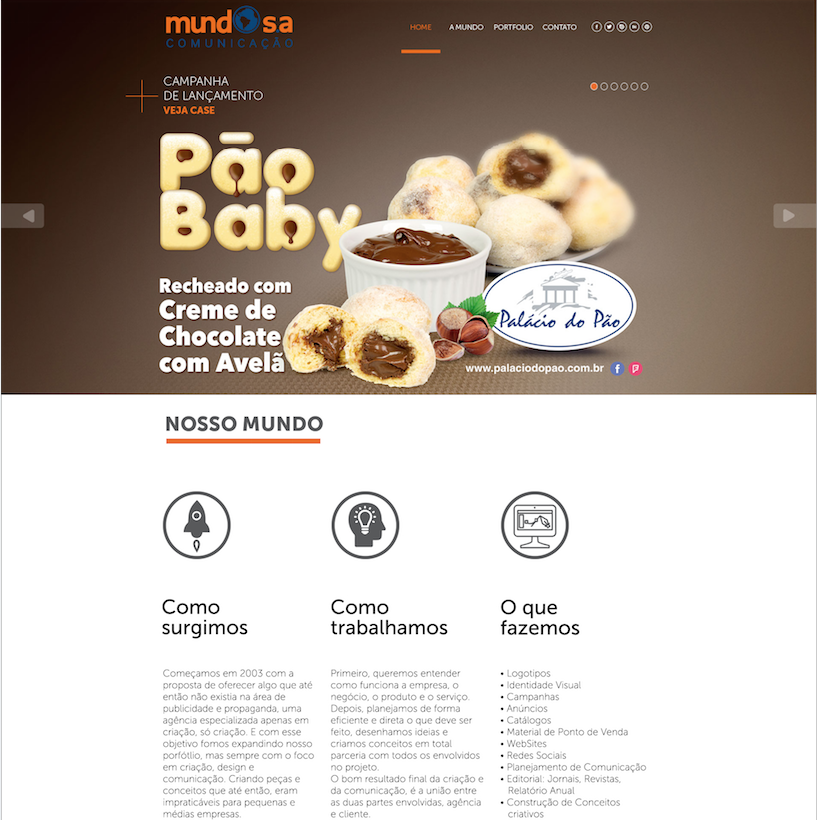 mundosa
COMUNICAÇÃO
HOME
A MUNDO
PORTFOLIO
CONTATO
CAMPANHA
DE LANÇAMENTO
VEJA CASE
Pão
Baby
Recheado com
Creme de
Chocolate
com Avelã
Palácio do Pão
www.palaciodopao.com.br
NOSSO MUNDO
Como
surgimos
Começamos em 2003 com a
proposta de oferecer algo que até
então não existia na área de
publicidade e propaganda, uma
agência especializada apenas em
criação, só criação. E com esse
objetivo fomos expandindo nosso
porfótlio, mas sempre com o foco
em criação, design e
comunicação. Criando peças e
conceitos que até então, eram
impraticáveis para pequenas e
médias empresas.
Como
trabalhamos
Primeiro, queremos entender
como funciona a empresa, o
negócio, o produto e o serviço.
Depois, planejamos de forma
eficiente e direta o que deve ser
feito, desenhamos ideias e
criamos conceitos em total
parceria com todos os envolvidos
no projeto.
O bom resultado final da criação e
da comunicação, é a união entre
as duas partes envolvidas, agência
e cliente.
O que
fazemos
• Logotipos
• Identidade Visual
• Campanhas
• Anúncios
• Catálogos
• Material de Ponto de Venda
• WebSites
• Redes Sociais
• Planejamento de Comunicação
• Editorial: Jornais, Revistas,
Relatório Anual
• Construção de Conceitos
criativos